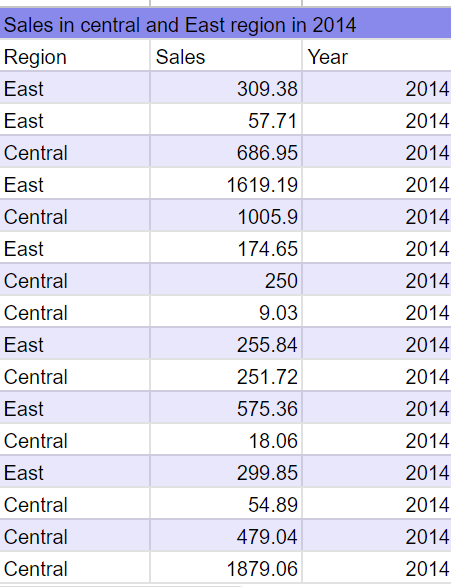 Sales in central and East region in 2014
Region Sales Year
East 309.38 2014
East 57.71 2014
Central 686.95 2014
East 1619.19 2014
Central 1005.9 2014
East 174.65 2014
Central 250 2014
Central 9.03 2014
East 255.84 2014
Central 251.72 2014
East 575.36 2014
Central 18.06 2014
East 299.85 2014
Central 54.89 2014
Central 479.04 2014
Central 1879.06 2014